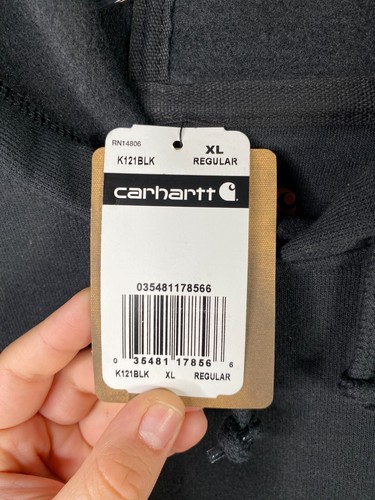 RN14806
XL
K121BLK REGULAR
carhartt
035481178566
0 35481 17856 6
K121BLK XL REGULAR